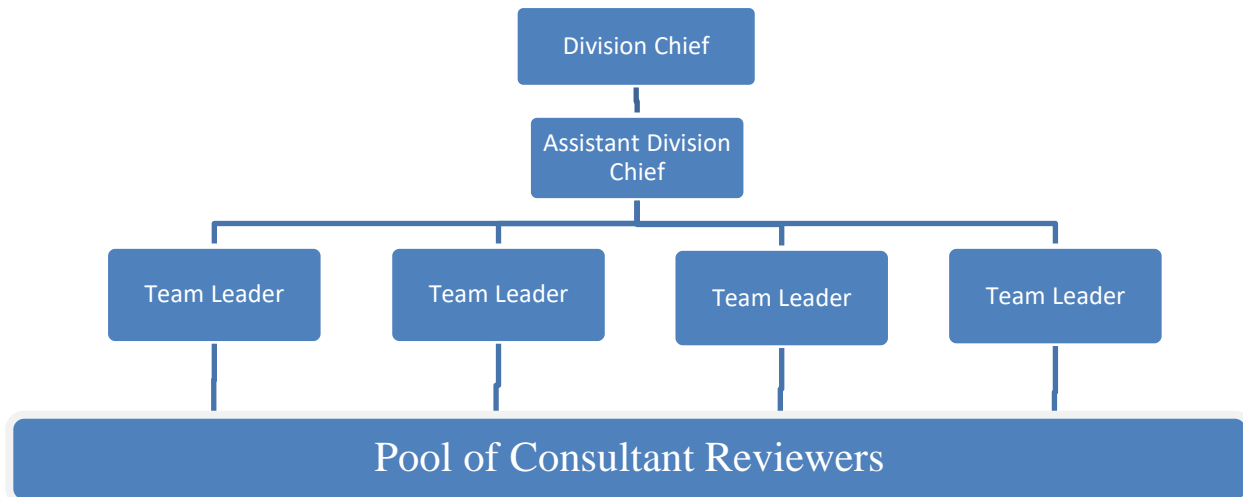 Division Chief
Assistant Division
Chief
Team Leader
Team Leader
Team Leader
Team Leader
Pool of Consultant Reviewers